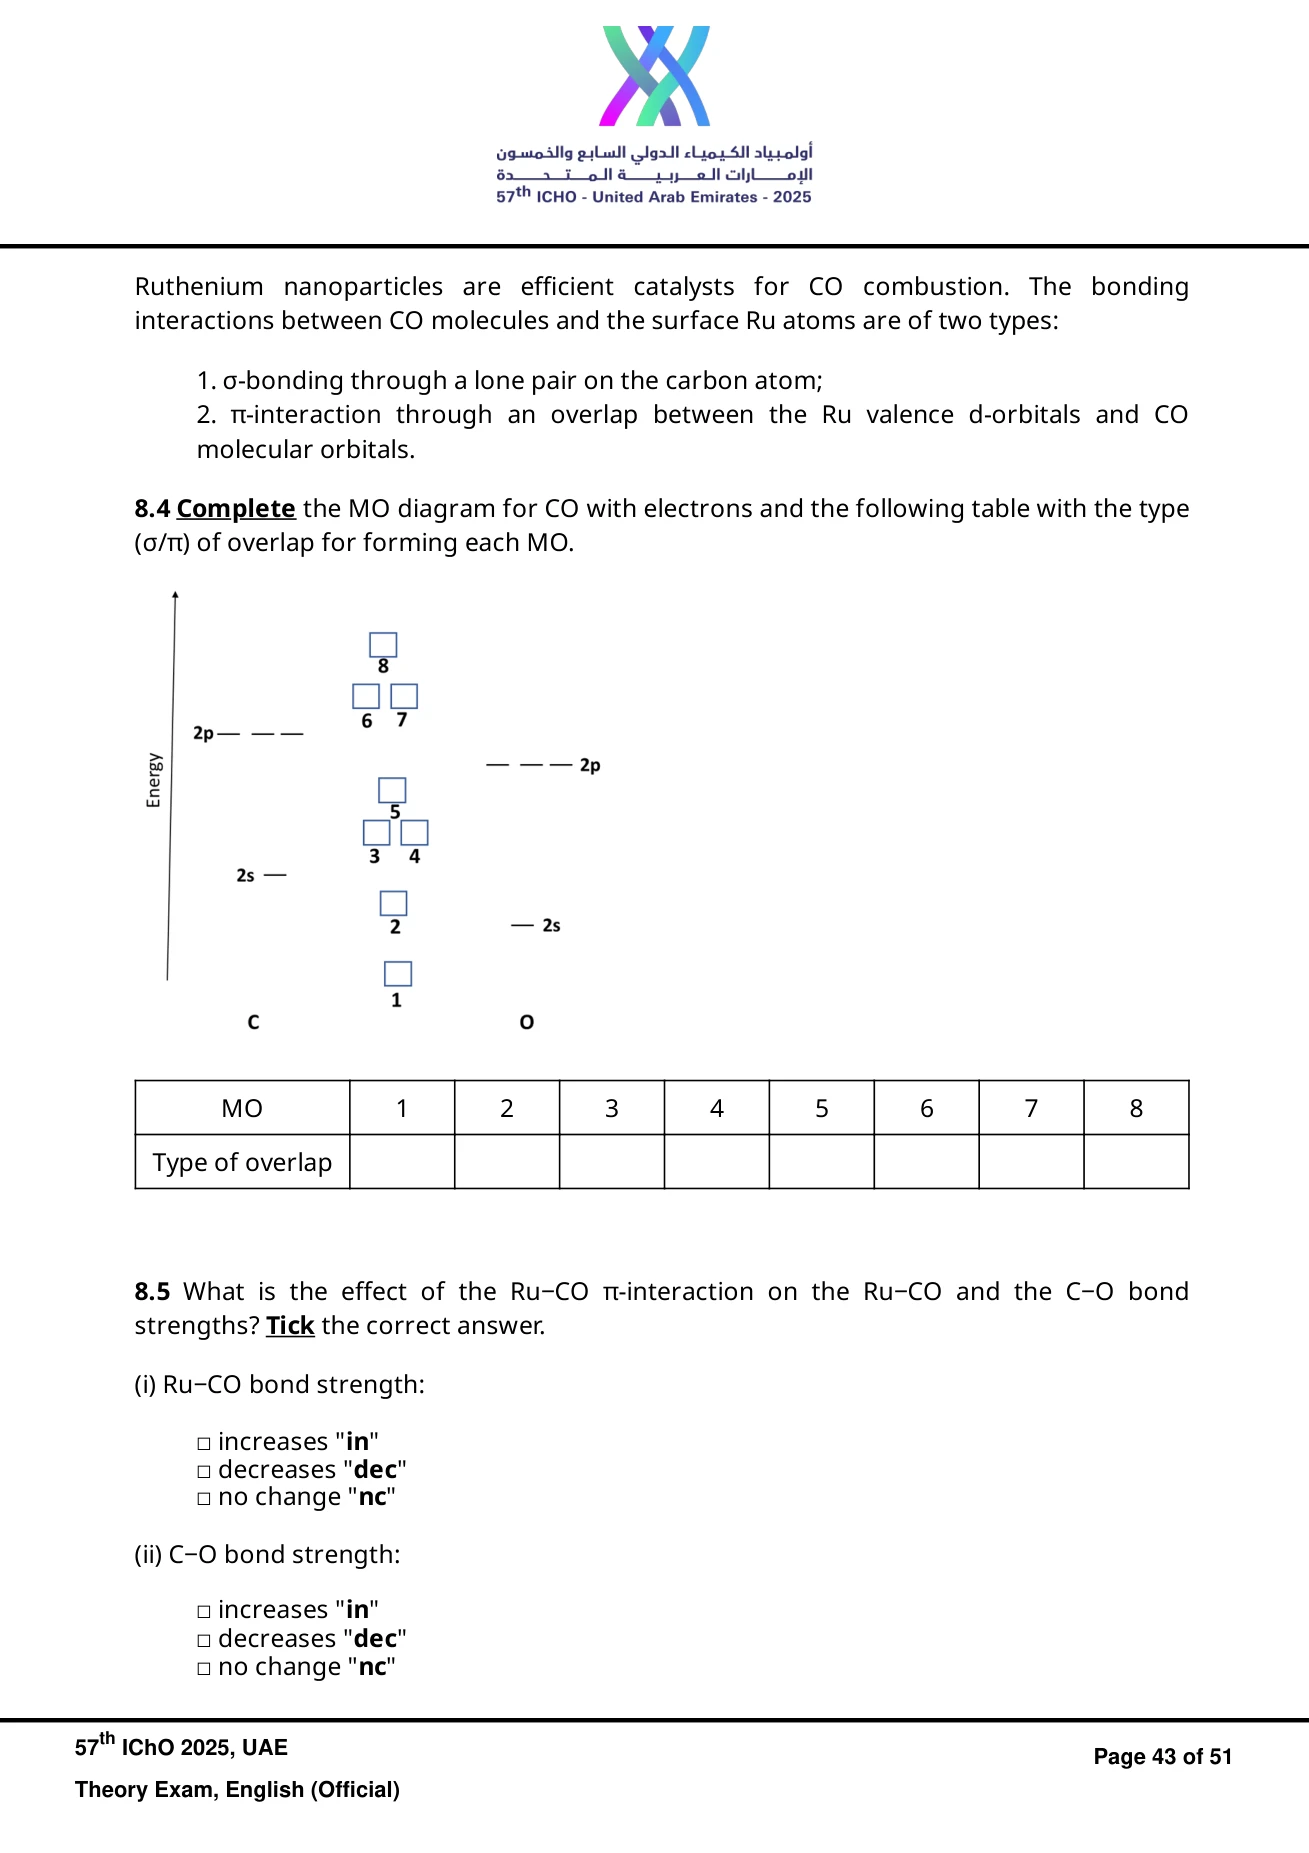 أولمبياد الكيمياء الدولي السابع والخمسون
الإمـــارات العـــربيـــة المـــتـــحـــدة
57th ICHO - United Arab Emirates - 2025
Ruthenium nanoparticles are efficient catalysts for CO combustion. The bonding
interactions between CO molecules and the surface Ru atoms are of two types:
1. σ-bonding through a lone pair on the carbon atom;
2. π-interaction through an overlap between the Ru valence d-orbitals and CO
molecular orbitals.
8.4 Complete the MO diagram for CO with electrons and the following table with the type
(σ/π) of overlap for forming each MO.
8
6 7
2p
2p
Energy
5
3 4
2s
2
2s
1
C O
MO 1 2 3 4 5 6 7 8
Type of overlap
8.5 What is the effect of the Ru−CO π-interaction on the Ru−CO and the C−O bond
strengths? Tick the correct answer.
(i) Ru−CO bond strength:
□ increases "in"
□ decreases "dec"
□ no change "nc"
(ii) C−O bond strength:
□ increases "in"
□ decreases "dec"
□ no change "nc"
57th IChO 2025, UAE
Page 43 of 51
Theory Exam, English (Official)